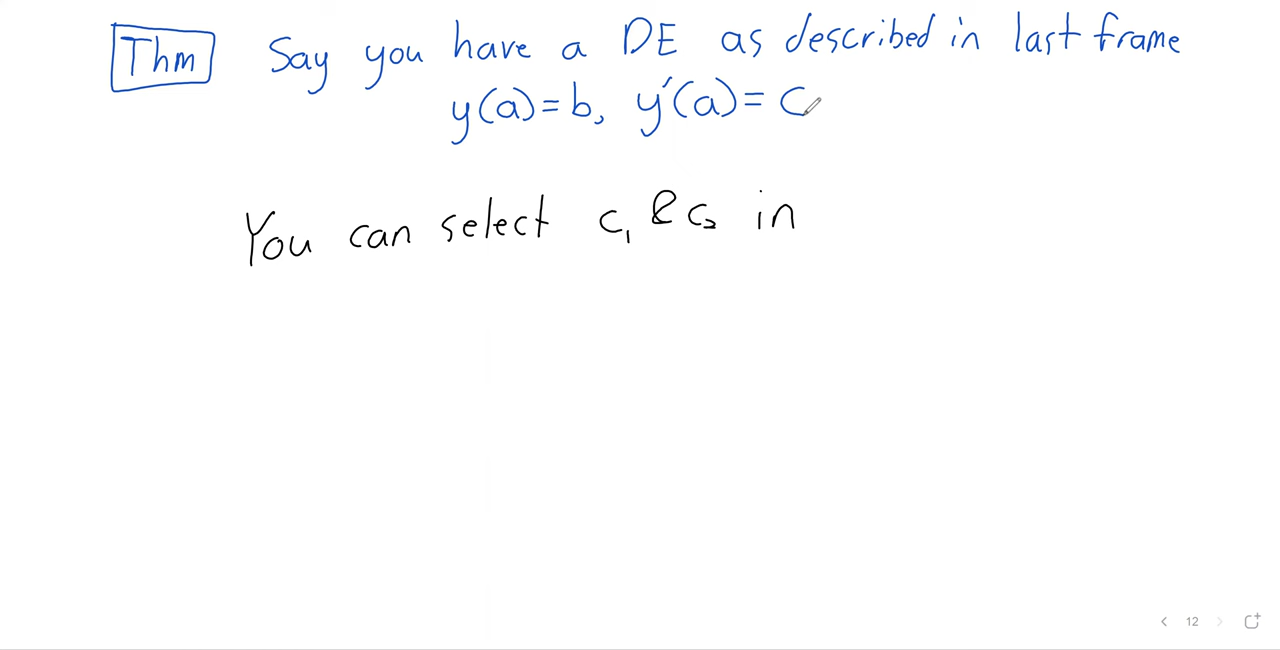 Thm Say you have a DE as described in last frame
y(a)=b, y'(a)=c
You can select c₁ & c₂ in
12